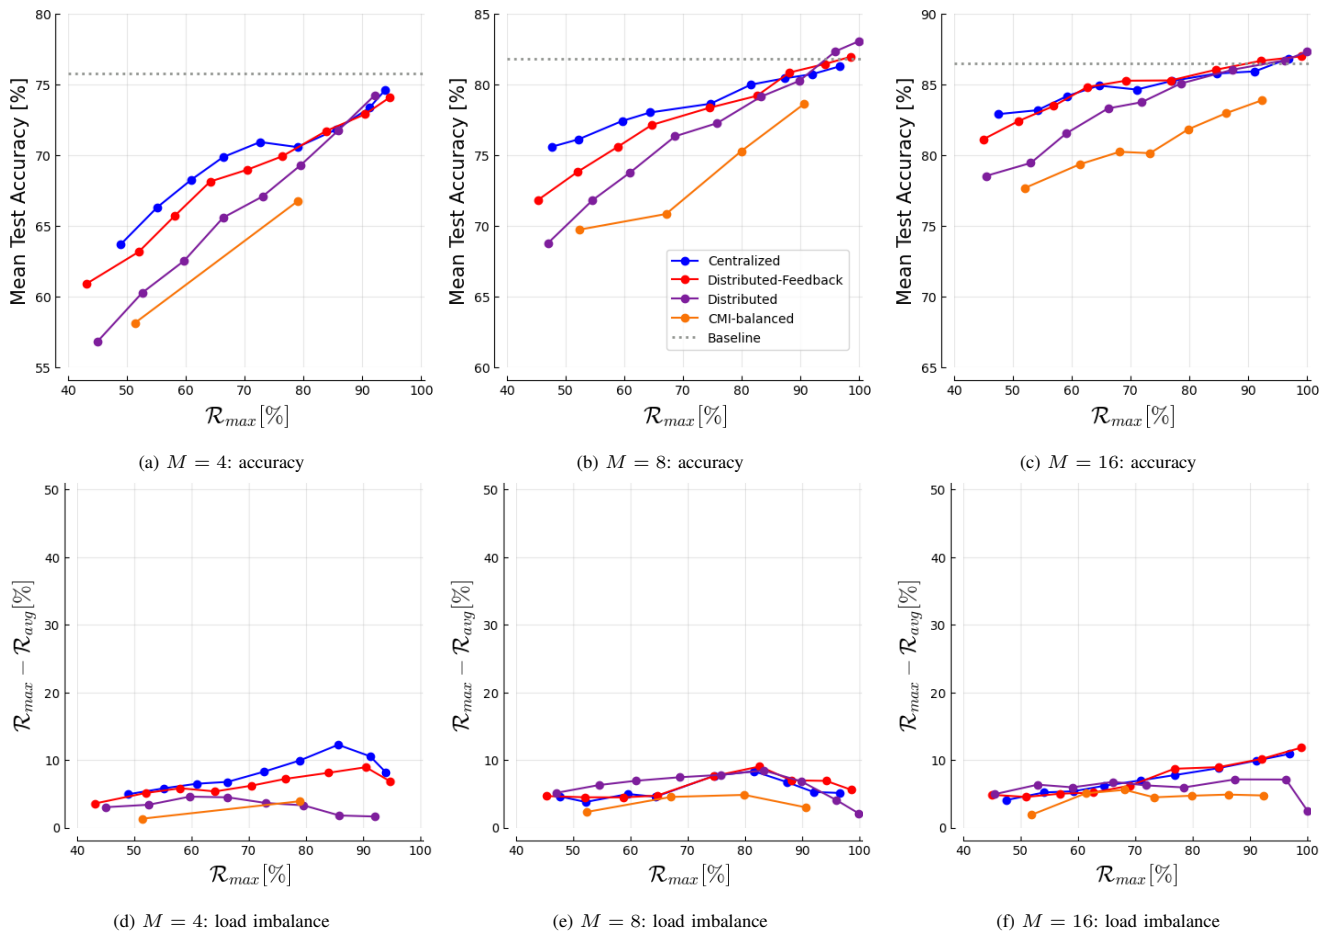 80
75
70
65
60
55
Mean Test Accuracy [%]
40 50 60 70 80 90 100
ℛmax[%]
(a) M = 4: accuracy
85
80
75
70
65
60
Mean Test Accuracy [%]
Centralized
Distributed-Feedback
Distributed
CMI-balanced
Baseline
40 50 60 70 80 90 100
ℛmax[%]
(b) M = 8: accuracy
90
85
80
75
70
65
Mean Test Accuracy [%]
40 50 60 70 80 90 100
ℛmax[%]
(c) M = 16: accuracy
50
40
30
20
10
0
ℛmax − ℛavg[%]
40 50 60 70 80 90 100
ℛmax[%]
(d) M = 4: load imbalance
50
40
30
20
10
0
ℛmax − ℛavg[%]
40 50 60 70 80 90 100
ℛmax[%]
(e) M = 8: load imbalance
50
40
30
20
10
0
ℛmax − ℛavg[%]
40 50 60 70 80 90 100
ℛmax[%]
(f) M = 16: load imbalance